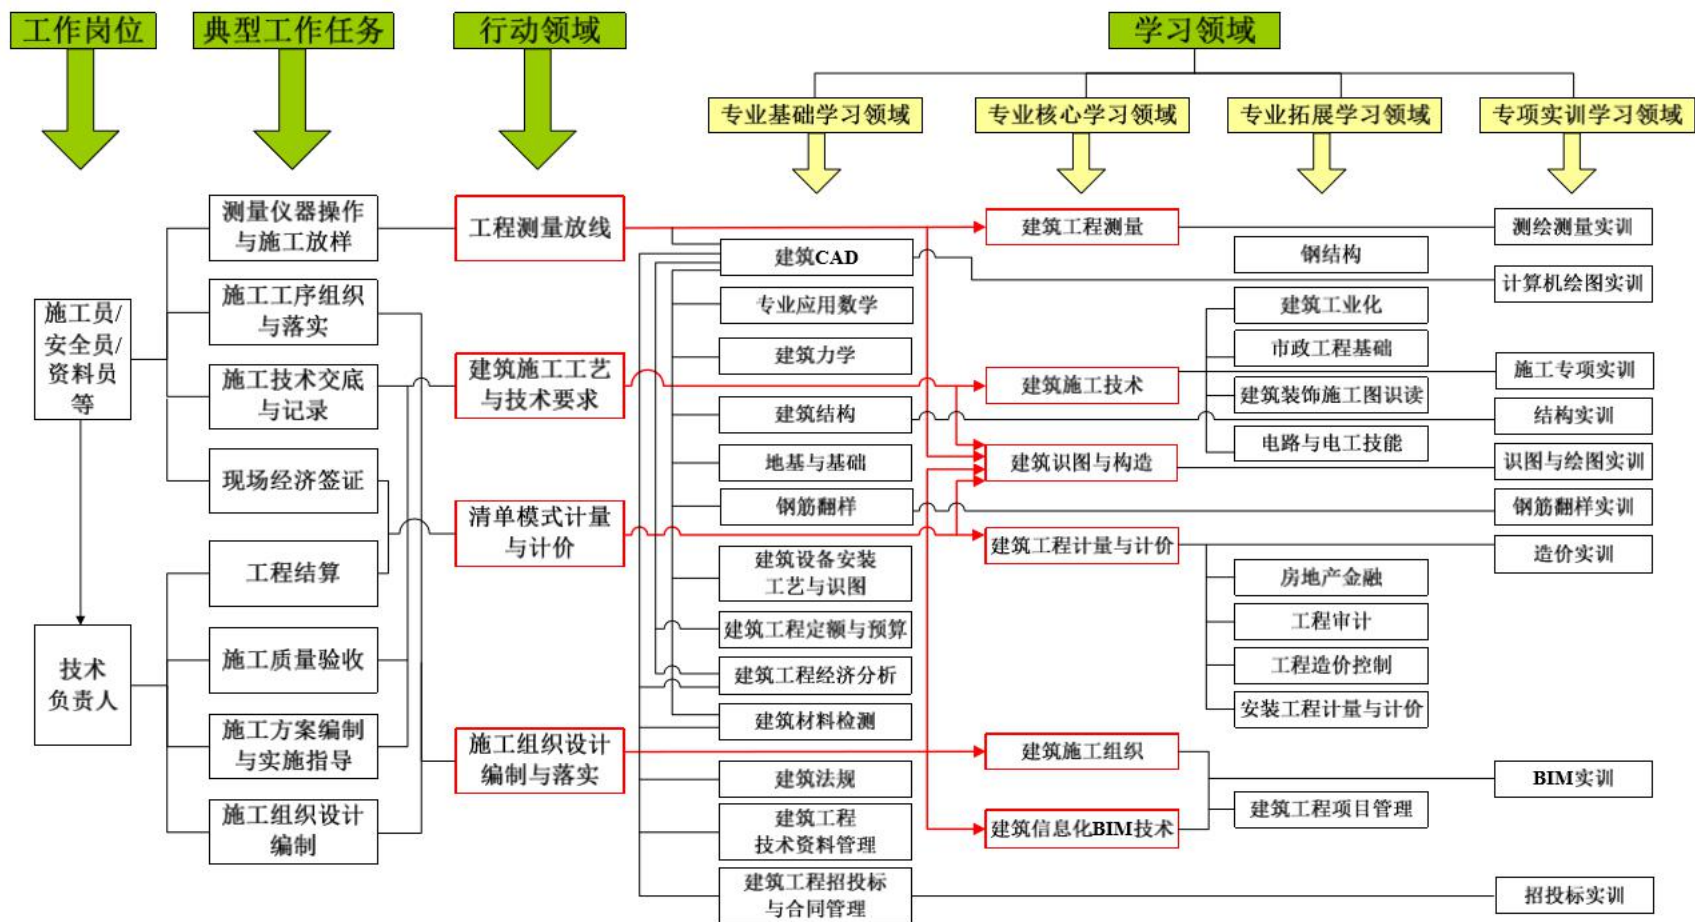 工作岗位
典型工作任务
行动领域
学习领域
专业基础学习领域
专业核心学习领域
专业拓展学习领域
专项实训学习领域
施工员/
安全员/
资料员
等
技术
负责人
测量仪器操作
与施工放样
施工工序组织
与落实
施工技术交底
与记录
现场经济签证
工程结算
施工质量验收
施工方案编制
与实施指导
施工组织设计
编制
工程测量放线
建筑施工工艺
与技术要求
清单模式计量
与计价
施工组织设计
编制与落实
建筑CAD
专业应用数学
建筑力学
建筑结构
地基与基础
钢筋翻样
建筑设备安装
工艺与识图
建筑工程定额与预算
建筑工程经济分析
建筑材料检测
建筑法规
建筑工程
技术资料管理
建筑工程招投标
与合同管理
建筑工程测量
建筑施工技术
建筑识图与构造
建筑工程计量与计价
建筑施工组织
建筑信息化BIM技术
钢结构
建筑工业化
市政工程基础
建筑装饰施工图识读
电路与电工技能
房地产金融
工程审计
工程造价控制
安装工程计量与计价
建筑工程项目管理
测绘测量实训
计算机绘图实训
施工专项实训
结构实训
识图与绘图实训
钢筋翻样实训
造价实训
BIM实训
招投标实训